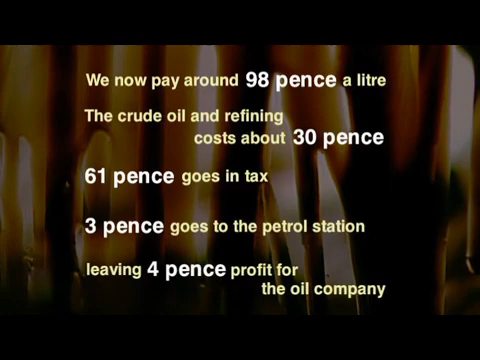 We now pay around 98 pence a litre
The crude oil and refining
costs about 30 pence
61 pence goes in tax
3 pence goes to the petrol station
leaving 4 pence profit for
the oil company